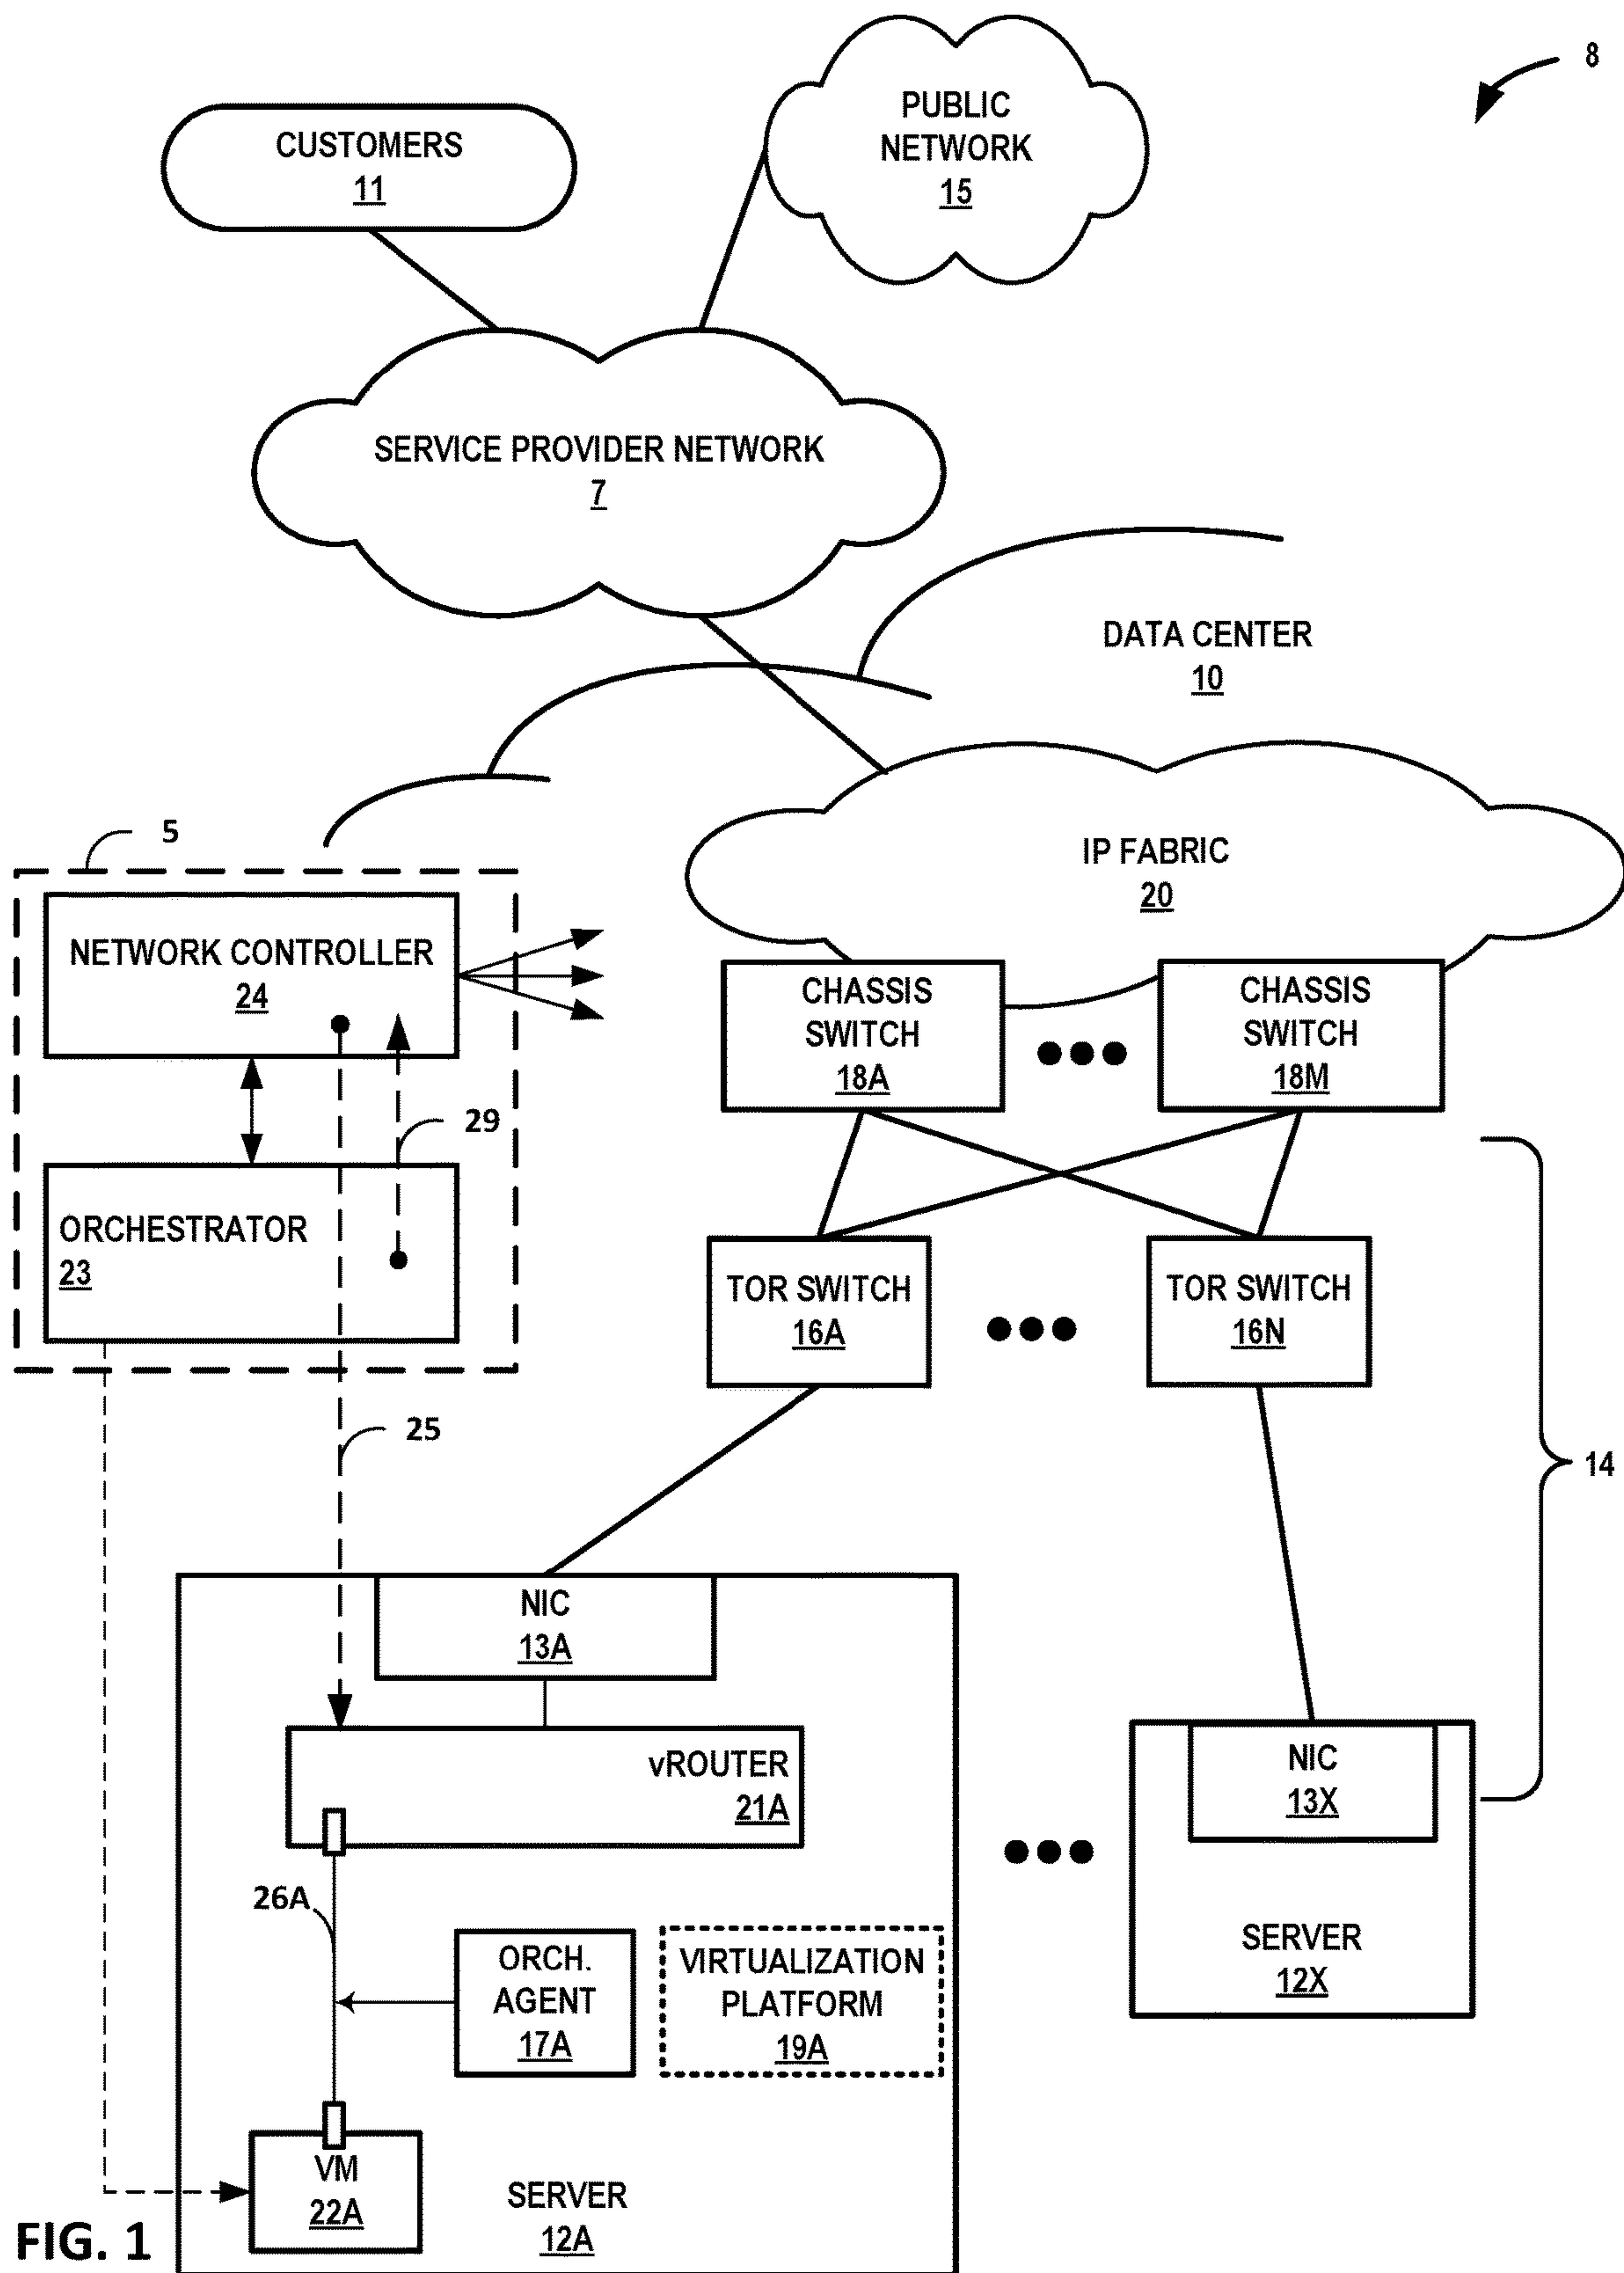 8
PUBLIC
NETWORK
15
CUSTOMERS
11
SERVICE PROVIDER NETWORK
7
DATA CENTER
10
IP FABRIC
20
5
NETWORK CONTROLLER
24
CHASSIS
SWITCH
18A
CHASSIS
SWITCH
18M
29
ORCHESTRATOR
23
TOR SWITCH
16A
TOR SWITCH
16N
25
14
NIC
13A
vROUTER
21A
NIC
13X
26A
ORCH.
AGENT
17A
VIRTUALIZATION
PLATFORM
19A
SERVER
12X
VM
22A
SERVER
12A
FIG. 1